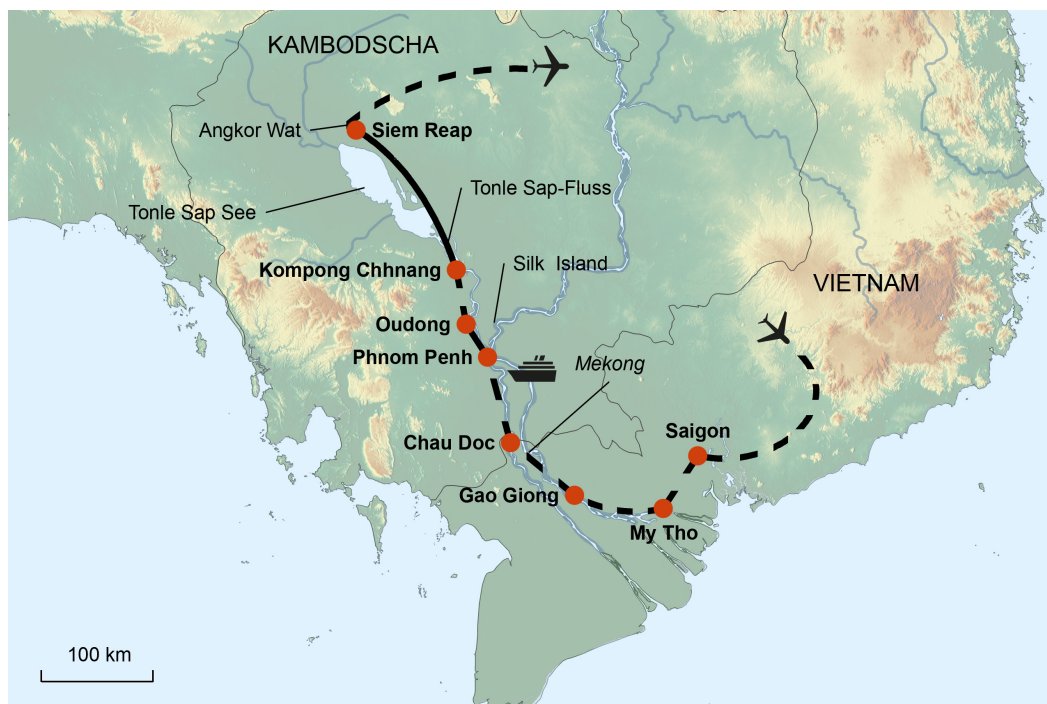 KAMBODSCHA
Angkor Wat
Siem Reap
Tonle Sap-Fluss
Tonle Sap See
Kompong Chhnang
Silk Island
VIETNAM
Oudong
Phnom Penh
Mekong
Chau Doc
Saigon
Gao Giong
My Tho
100 km